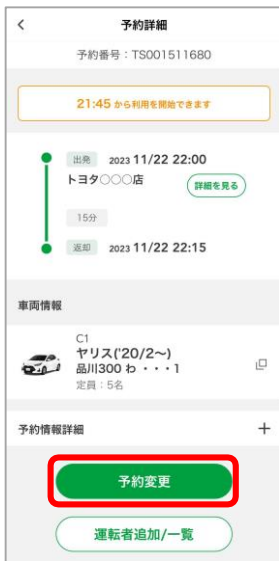 予約詳細
予約番号：TS001511680
21:45 から利用を開始できます
出発 2023 11/22 22:00
トヨタ○○○店 詳細を見る
15分
返却 2023 11/22 22:15
車両情報
C1
ヤリス('20/2～)
品川300 わ ・・・1
定員：5名
予約情報詳細 +
予約変更
運転者追加/一覧